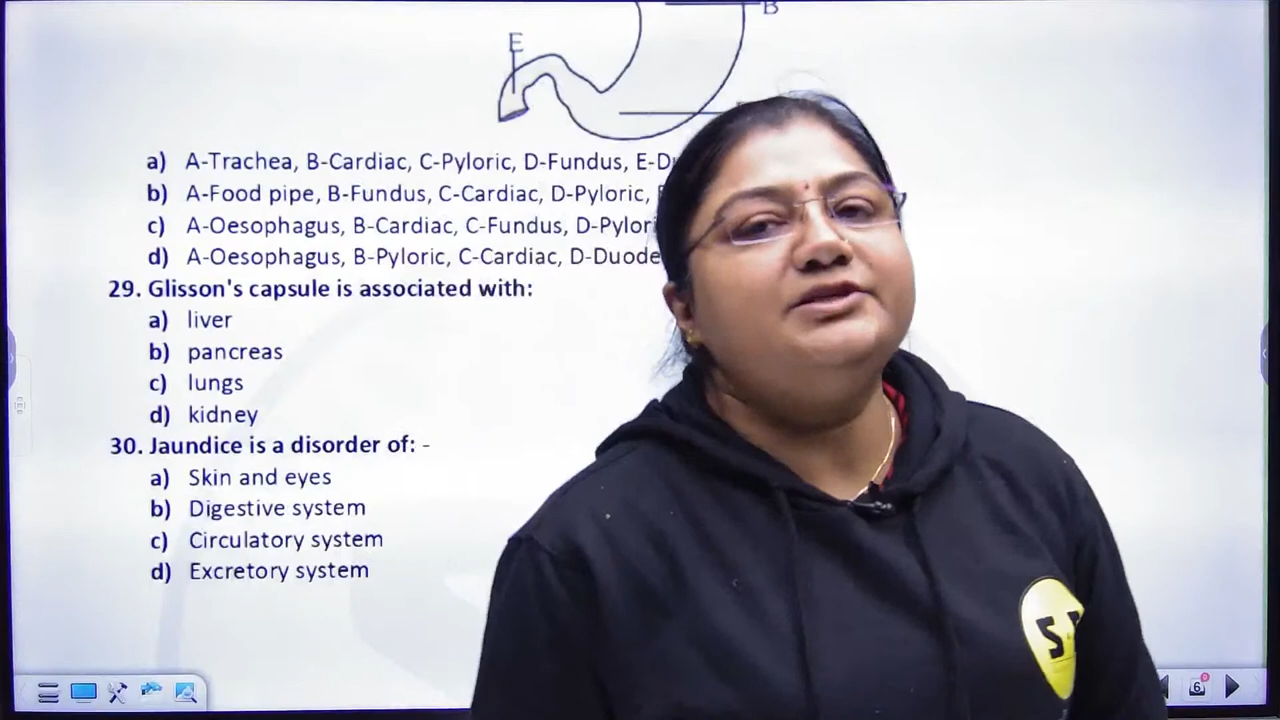 B
E
a) A-Trachea, B-Cardiac, C-Pyloric, D-Fundus,
b) A-Food pipe, B-Fundus, C-Cardiac, D-Pyloric,
c) A-Oesophagus, B-Cardiac, C-Fundus,
d) A-Oesophagus, B-Pyloric, C-Cardiac,
29. Glisson's capsule is associated with:
a) liver
b) pancreas
c) lungs
d) kidney
30. Jaundice is a disorder of: -
a) Skin and eyes
b) Digestive system
c) Circulatory system
d) Excretory system
6